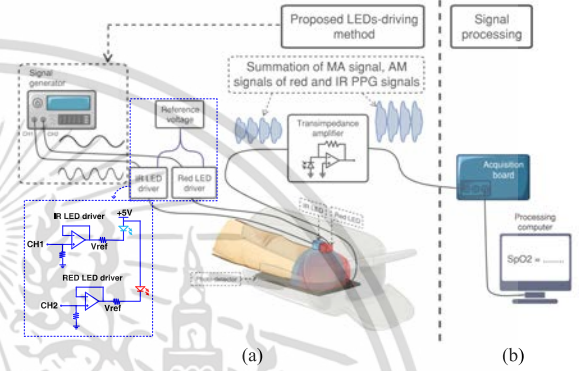 Proposed LEDs-driving
method
Signal
processing
Signal
generator
Summation of MA signal, AM
signals of red and IR PPG signals
Reference
voltage
Transimpedance
amplifier
CH1
CH2
IR LED
driver
Red LED
driver
Acquisition
board
IR LED driver
+5V
CH1
Vref
RED LED driver
CH2
Vref
IR LED
Red LED
Photo detector
Processing
computer
SpO2 = ........
(a)
(b)